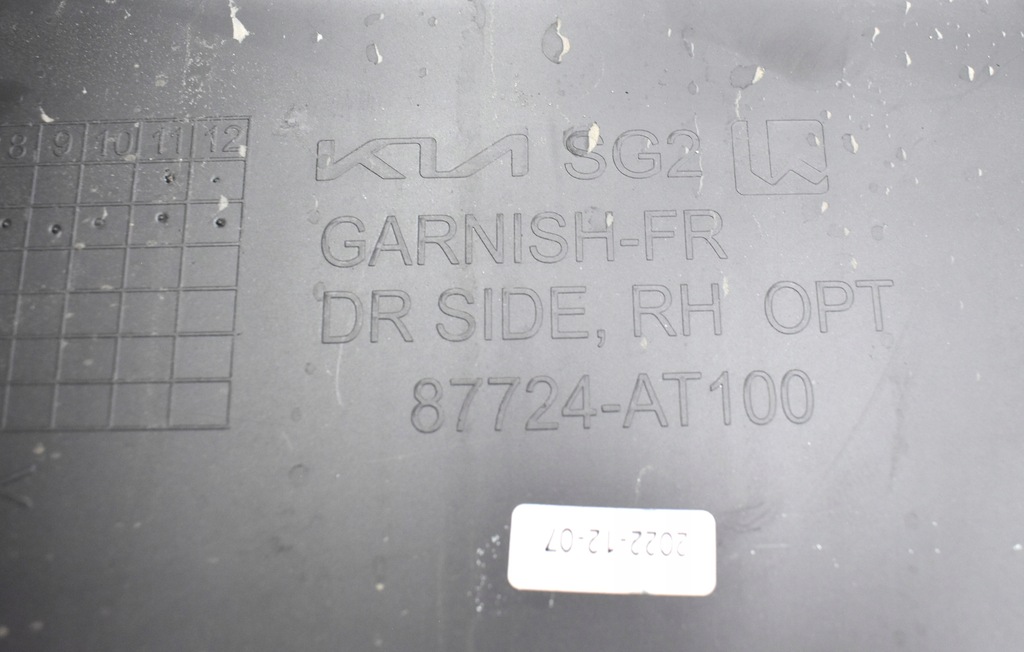 8 9 10 11 12
KIA SG2
GARNISH-FR
DR SIDE, RH OPT
87724-AT100
2022-12-07